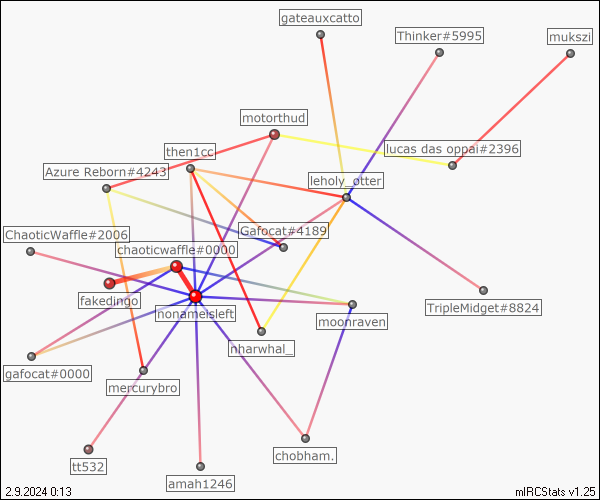 gateauxcatto
Thinker#5995
mukszi
motorthud
then1cc
lucas das oppai#2396
Azure Reborn#4243
leholy_otter
ChaoticWaffle#2006
Gafocat#4189
chaoticwaffle#0000
fakedingo
nonameisleft
moonraven
TripleMidget#8824
nharwhal_
gafocat#0000
mercurybro
chobham.
tt532
amah1246
2.9.2024 0:13
mIRCStats v1.25